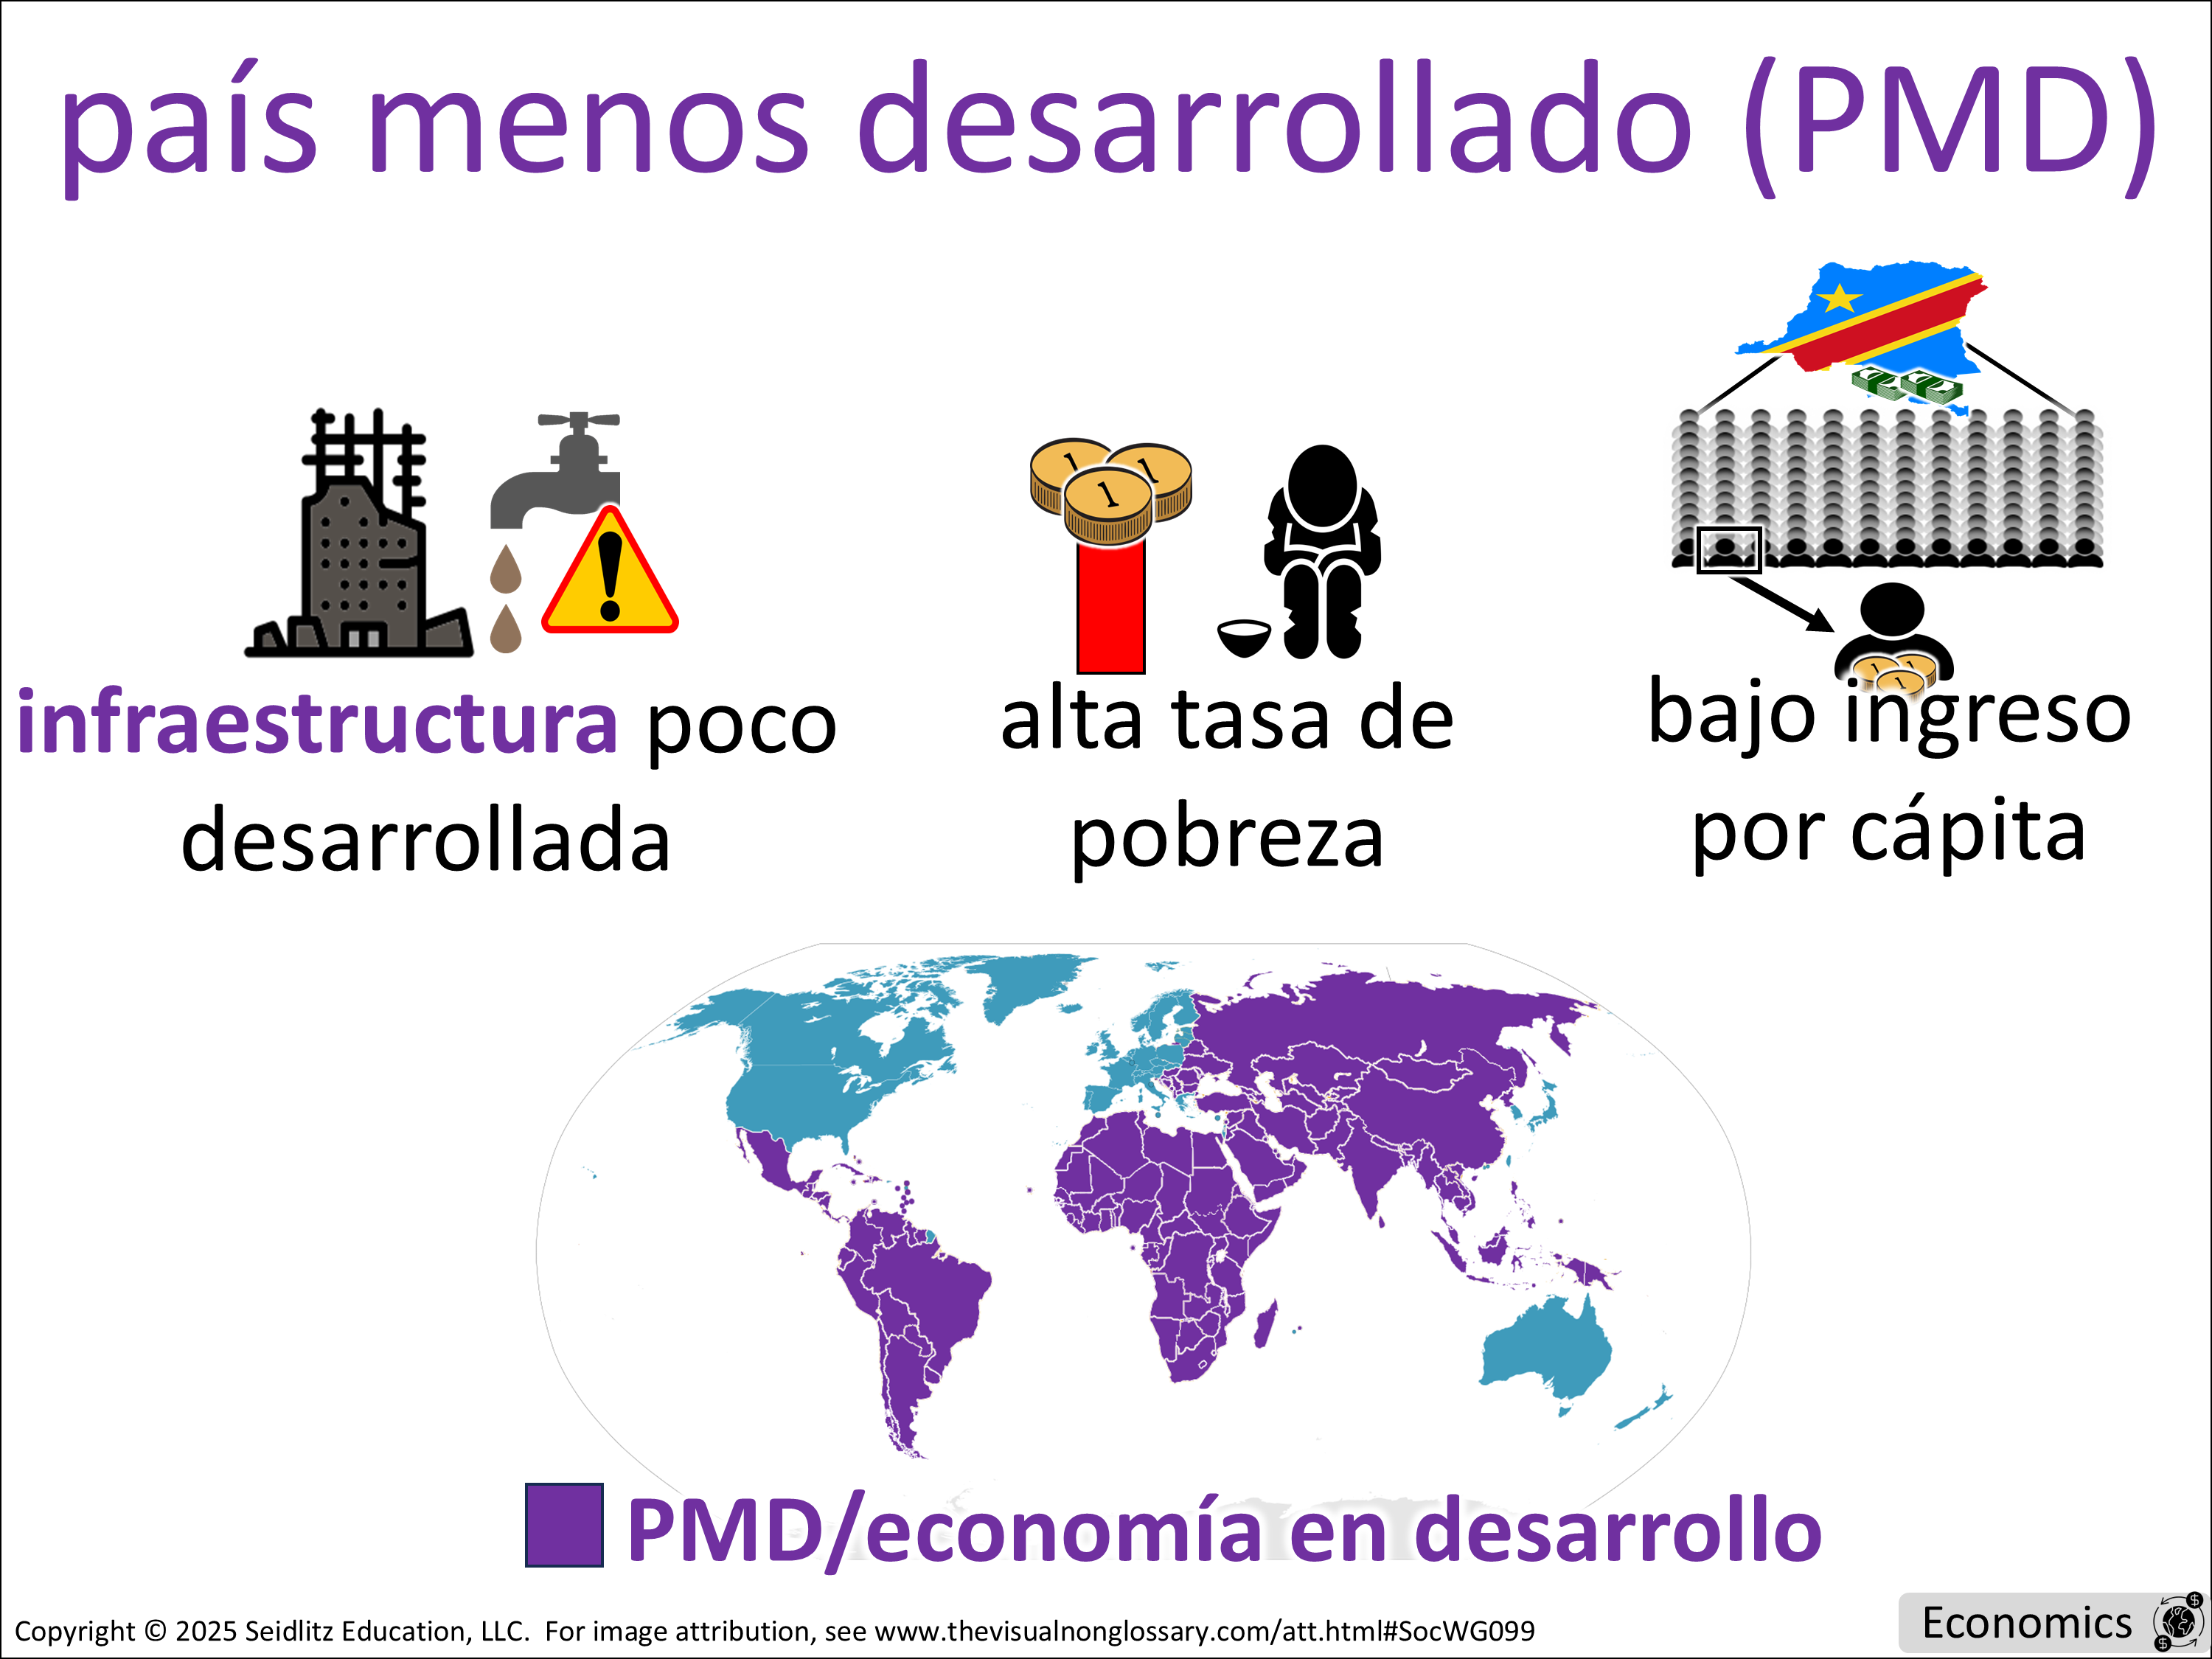 país menos desarrollado (PMD)
infraestructura poco
desarrollada
alta tasa de
pobreza
bajo ingreso
por cápita
PMD/economía en desarrollo
Copyright © 2025 Seidlitz Education, LLC.  For image attribution, see www.thevisualnonglossary.com/att.html#SocWG099
Economics